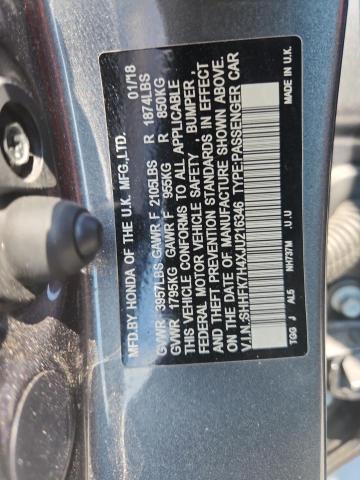 MFD.BY HONDA OF THE U.K. MFG.,LTD. 01/18
GVWR 3957LBS GAWR F 2105LBS R 1874LBS
GVWR 1795KG GAWR F 955KG R 850KG
THIS VEHICLE CONFORMS TO ALL APPLICABLE
FEDERAL MOTOR VEHICLE SAFETY, BUMPER,
AND THEFT PREVENTION STANDARDS IN EFFECT
ON THE DATE OF MANUFACTURE SHOWN ABOVE.
V.I.N.:SHHFK7H4XJU216346 TYPE:PASSENGER CAR
TGG J AL5 NH737M J.U MADE IN U.K.